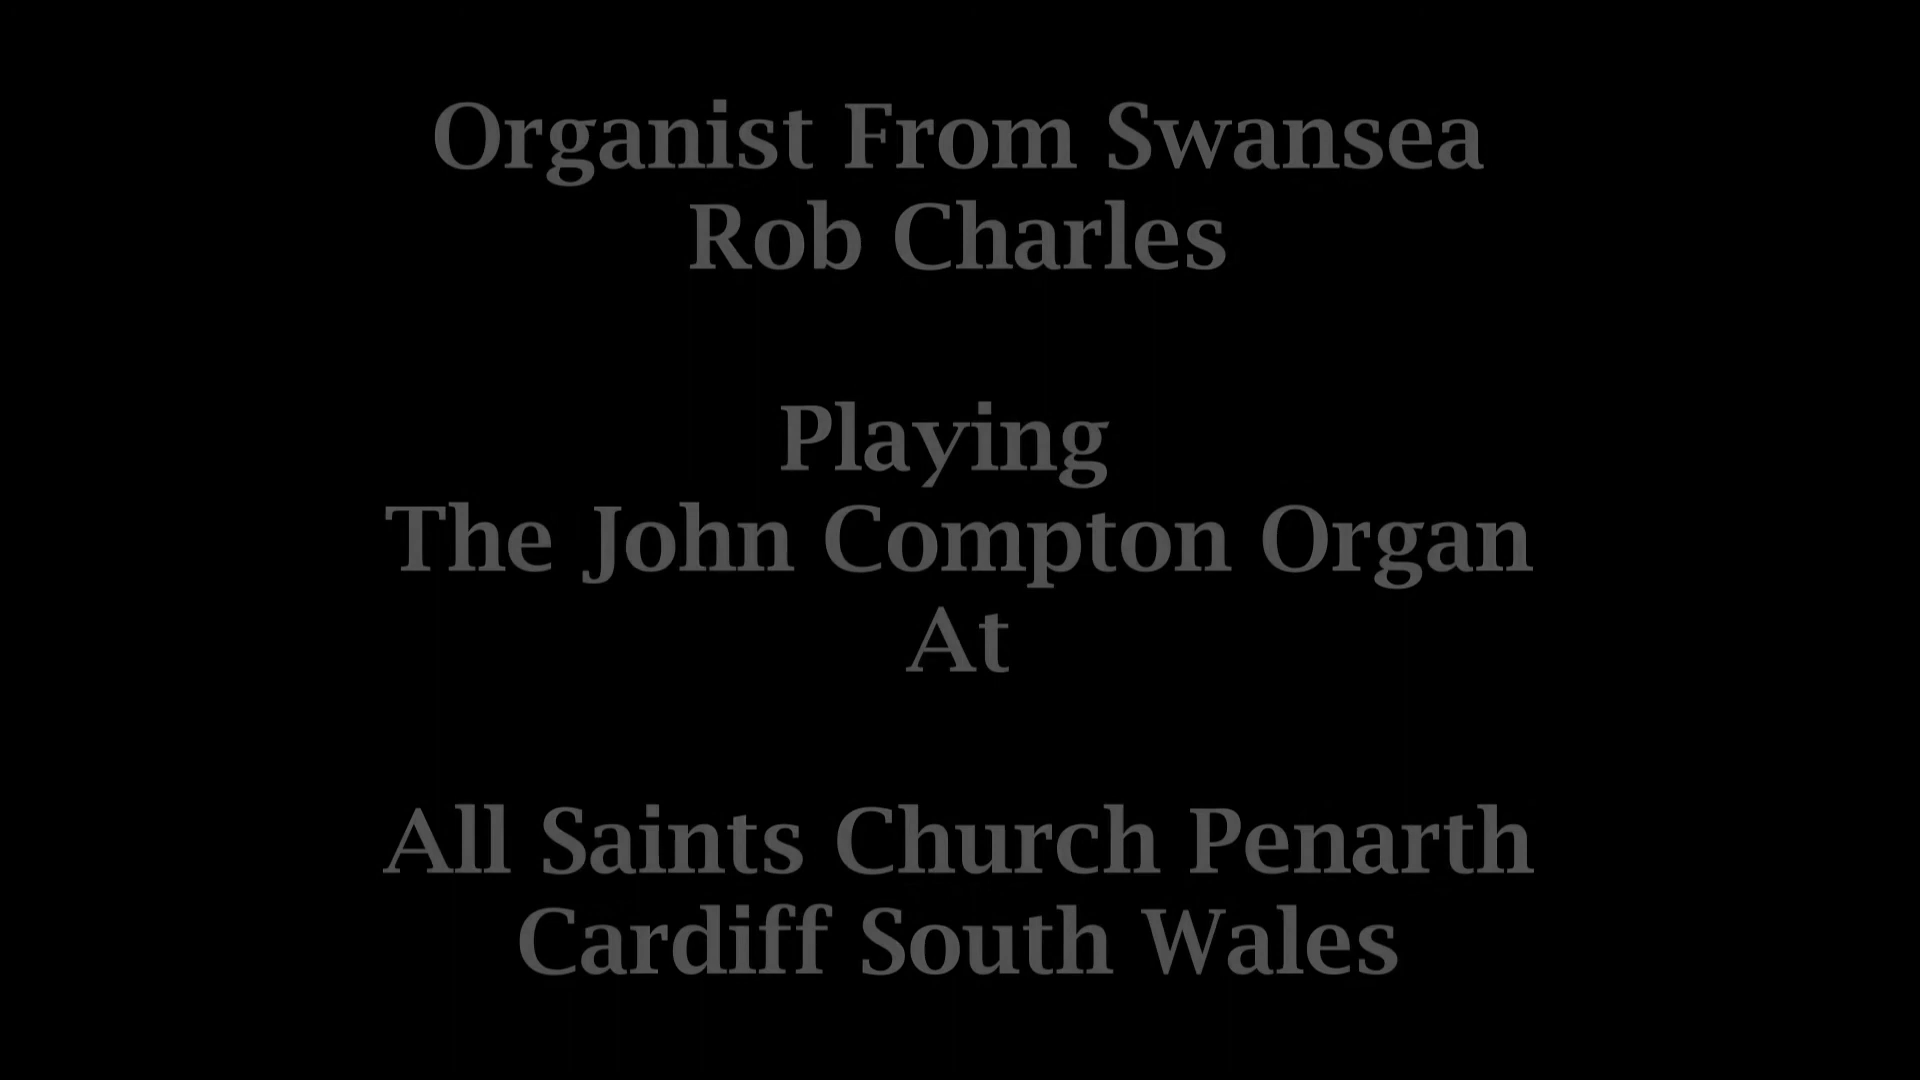 Organist From Swansea
Rob Charles
Playing
The John Compton Organ
At
All Saints Church Penarth
Cardiff South Wales